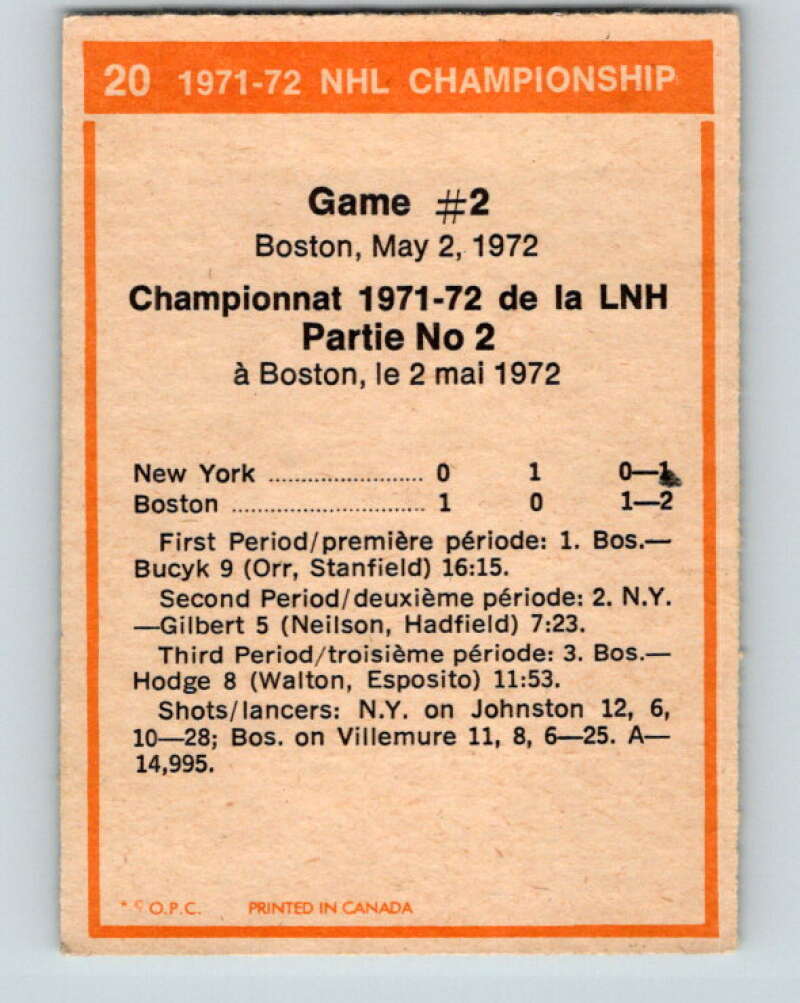 20 1971-72 NHL CHAMPIONSHIP
Game #2
Boston, May 2, 1972
Championnat 1971-72 de la LNH
Partie No 2
à Boston, le 2 mai 1972
New York ........................ 0 1 0—1
Boston ............................. 1 0 1—2
First Period/première période: 1. Bos.—
Bucyk 9 (Orr, Stanfield) 16:15.
Second Period/deuxième période: 2. N.Y.
—Gilbert 5 (Neilson, Hadfield) 7:23.
Third Period/troisième période: 3. Bos.—
Hodge 8 (Walton, Esposito) 11:53.
Shots/lancers: N.Y. on Johnston 12, 6,
10—28; Bos. on Villemure 11, 8, 6—25. A—
14,995.
* © O.P.C. PRINTED IN CANADA